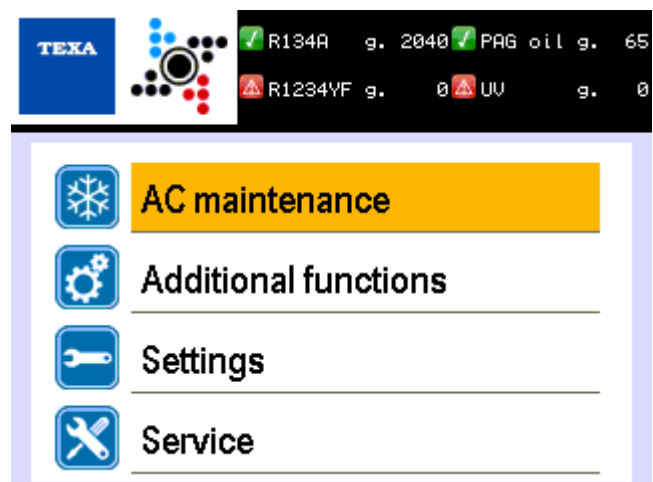 TEXA
R134A g. 2040 PAG oil g. 65
R1234YF g. 0 UV g. 0
AC maintenance
Additional functions
Settings
Service